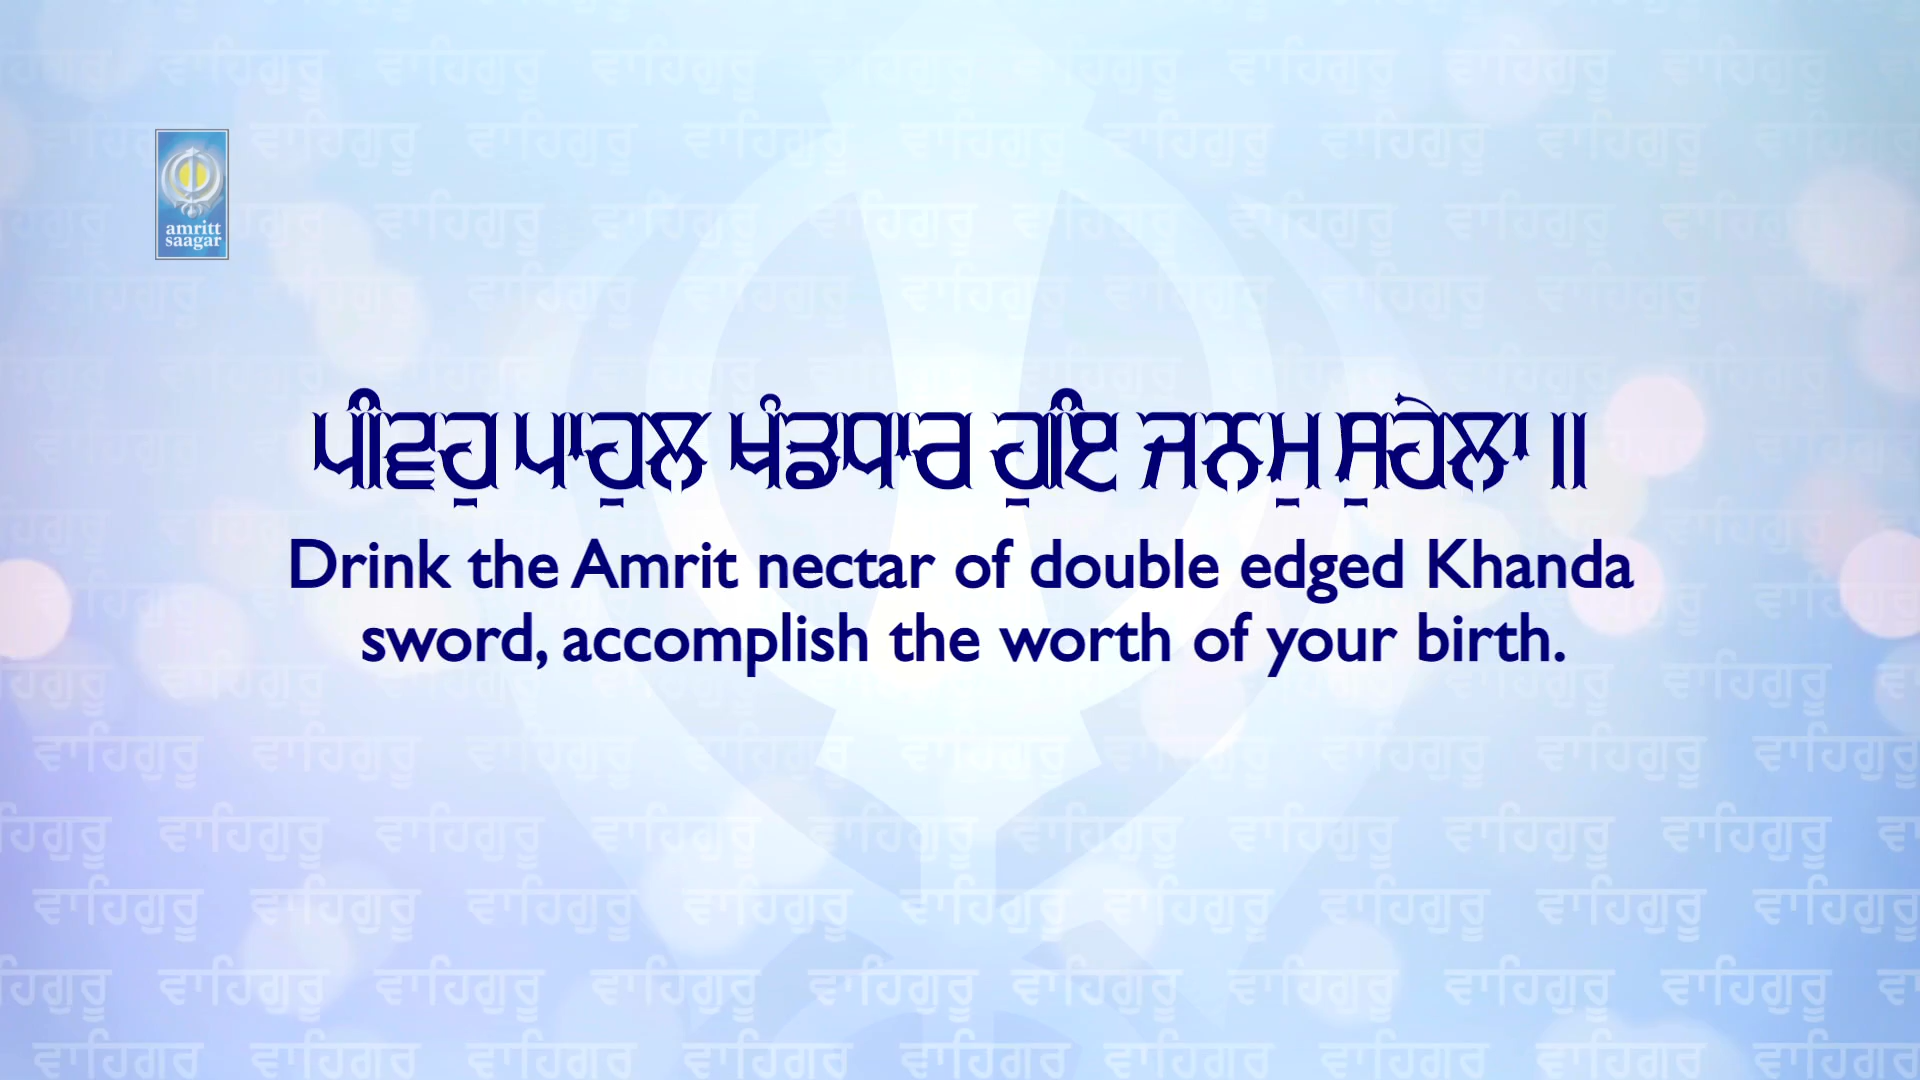 amritt
saagar
ਪੀਵਹੁ ਪਾਹੁਲ ਖੰਡਧਾਰ ਹੁਇ ਜਨਮੁ ਸੁਹੇਲਾ ॥
Drink the Amrit nectar of double edged Khanda
sword, accomplish the worth of your birth.